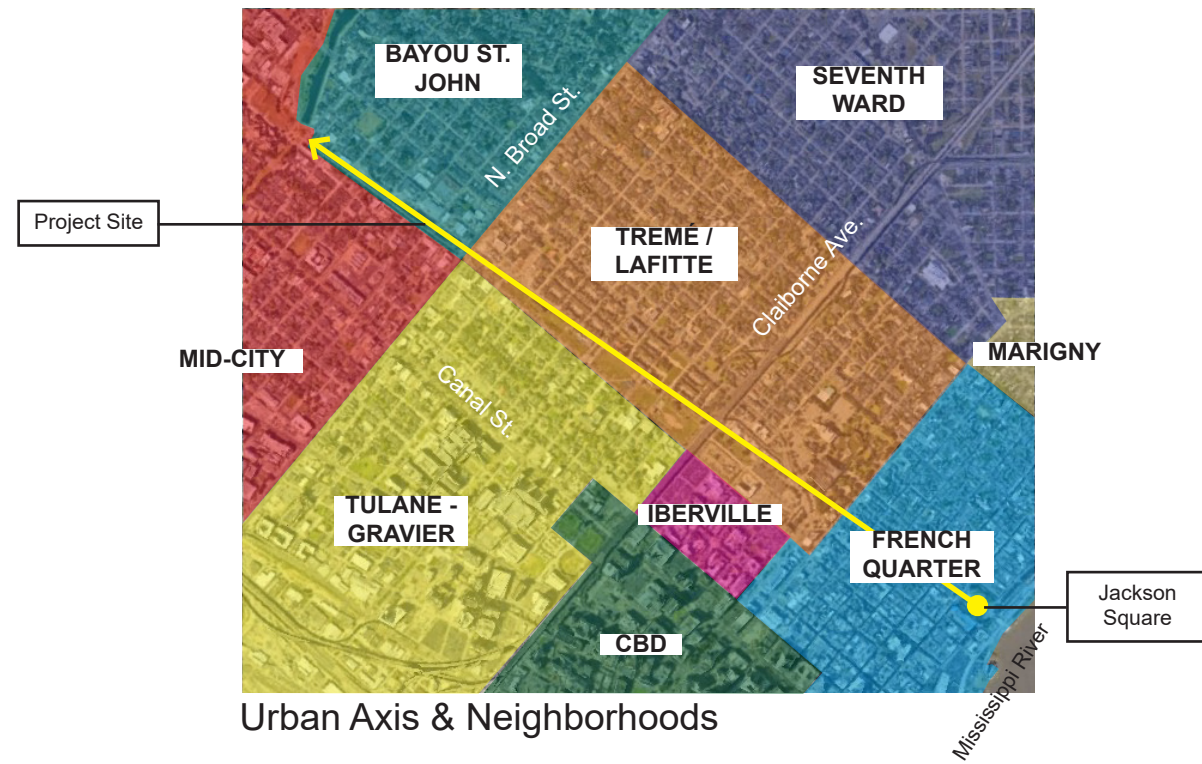 BAYOU ST.
JOHN
SEVENTH
WARD
N. Broad St.
Project Site
TREMÉ /
LAFITTE
Claiborne Ave.
MID-CITY
MARIGNY
Canal St.
TULANE -
GRAVIER
IBERVILLE
FRENCH
QUARTER
Jackson
Square
CBD
Mississippi River
Urban Axis & Neighborhoods